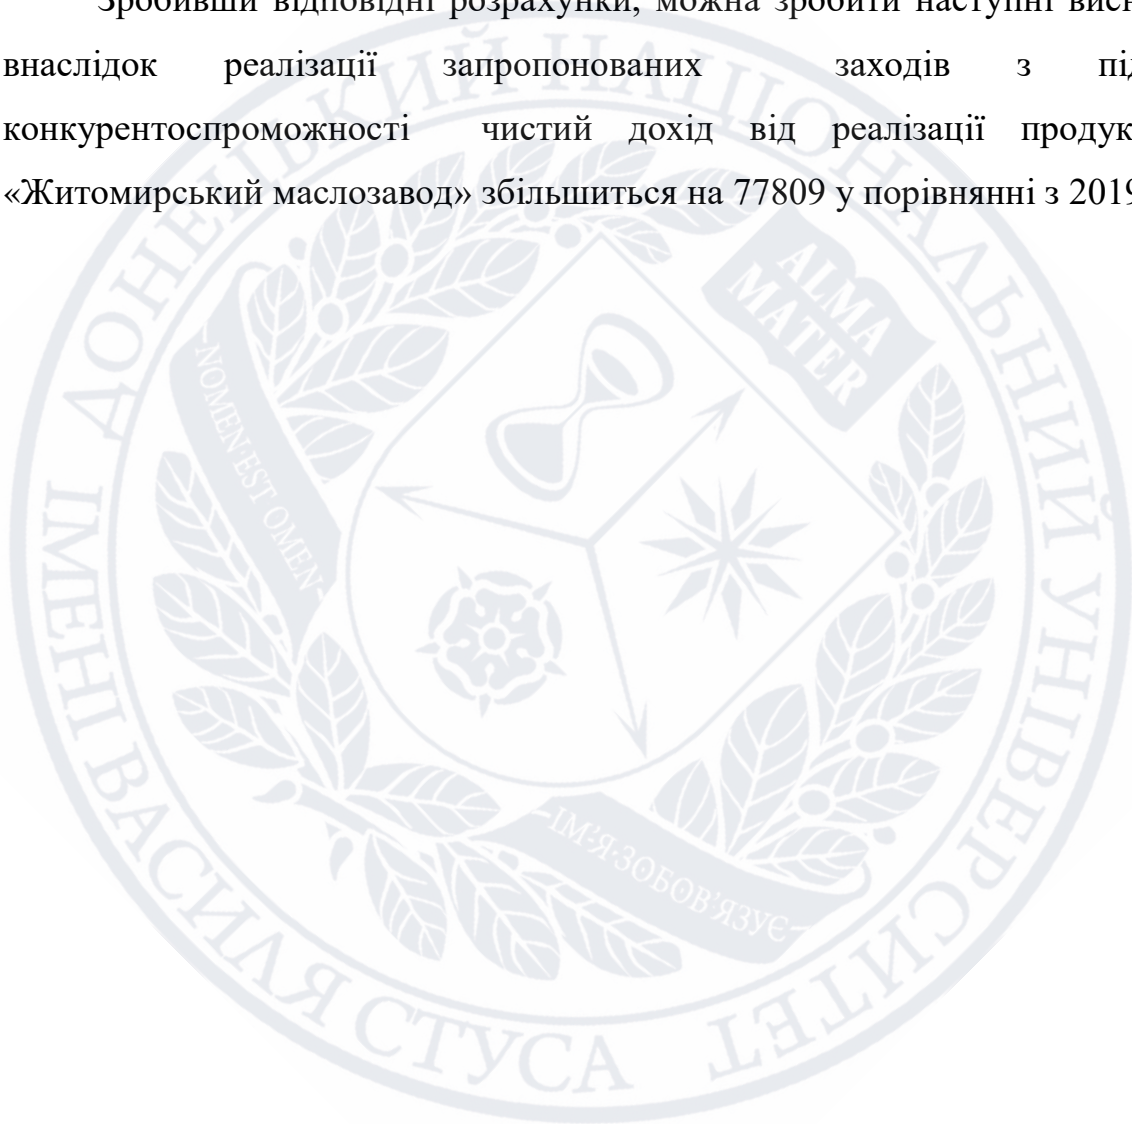 Зробивши відповідні розрахунки, можна зробити наступні
внаслідок реалізації запропонованих заходів з
конкурентоспроможності чистий дохід від реалізації
«Житомирський маслозавод» збільшиться на 77809 у порівнянні з 2019
ДОНЕЦЬКИЙ НАЦІОНАЛЬНИЙ УНІВЕРСИТЕТ
ІМЕНІ ВАСИЛЯ СТУСА
ALMA
MATER
NOMEN·EST·OMEN
ІМ'Я·ЗОБОВ'ЯЗУЄ